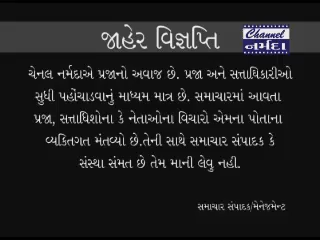 જાહેર વિજ્ઞપ્તિ
Channel
નર્મદા
ચેનલ નર્મદાએ પ્રજાનો અવાજ છે. પ્રજા અને સત્તાધિકારીઓ
સુધી પહોંચાડવાનું માધ્યમ માત્ર છે. સમાચારમાં આવતા
પ્રજા, સત્તાધિશોના કે નેતાઓના વિચારો એમના પોતાના
વ્યકિતગત મંતવ્યો છે.તેની સાથે સમાચાર સંપાદક કે
સંસ્થા સંમત છે તેમ માની લેવુ નહી.
સમાચાર સંપાદક/મેનેજમેન્ટ